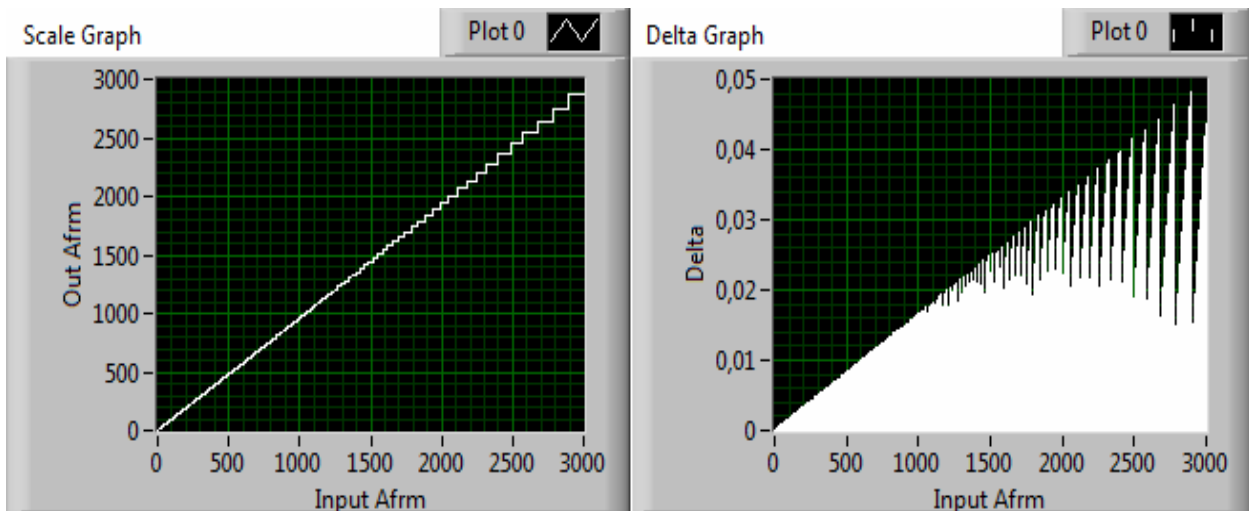 Scale Graph
Plot 0
3000
2500
2000
1500
1000
500
0
Out Afrm
0 500 1000 1500 2000 2500 3000
Input Afrm
Delta Graph
Plot 0
0,05
0,04
0,03
0,02
0,01
0
Delta
0 500 1000 1500 2000 2500 3000
Input Afrm